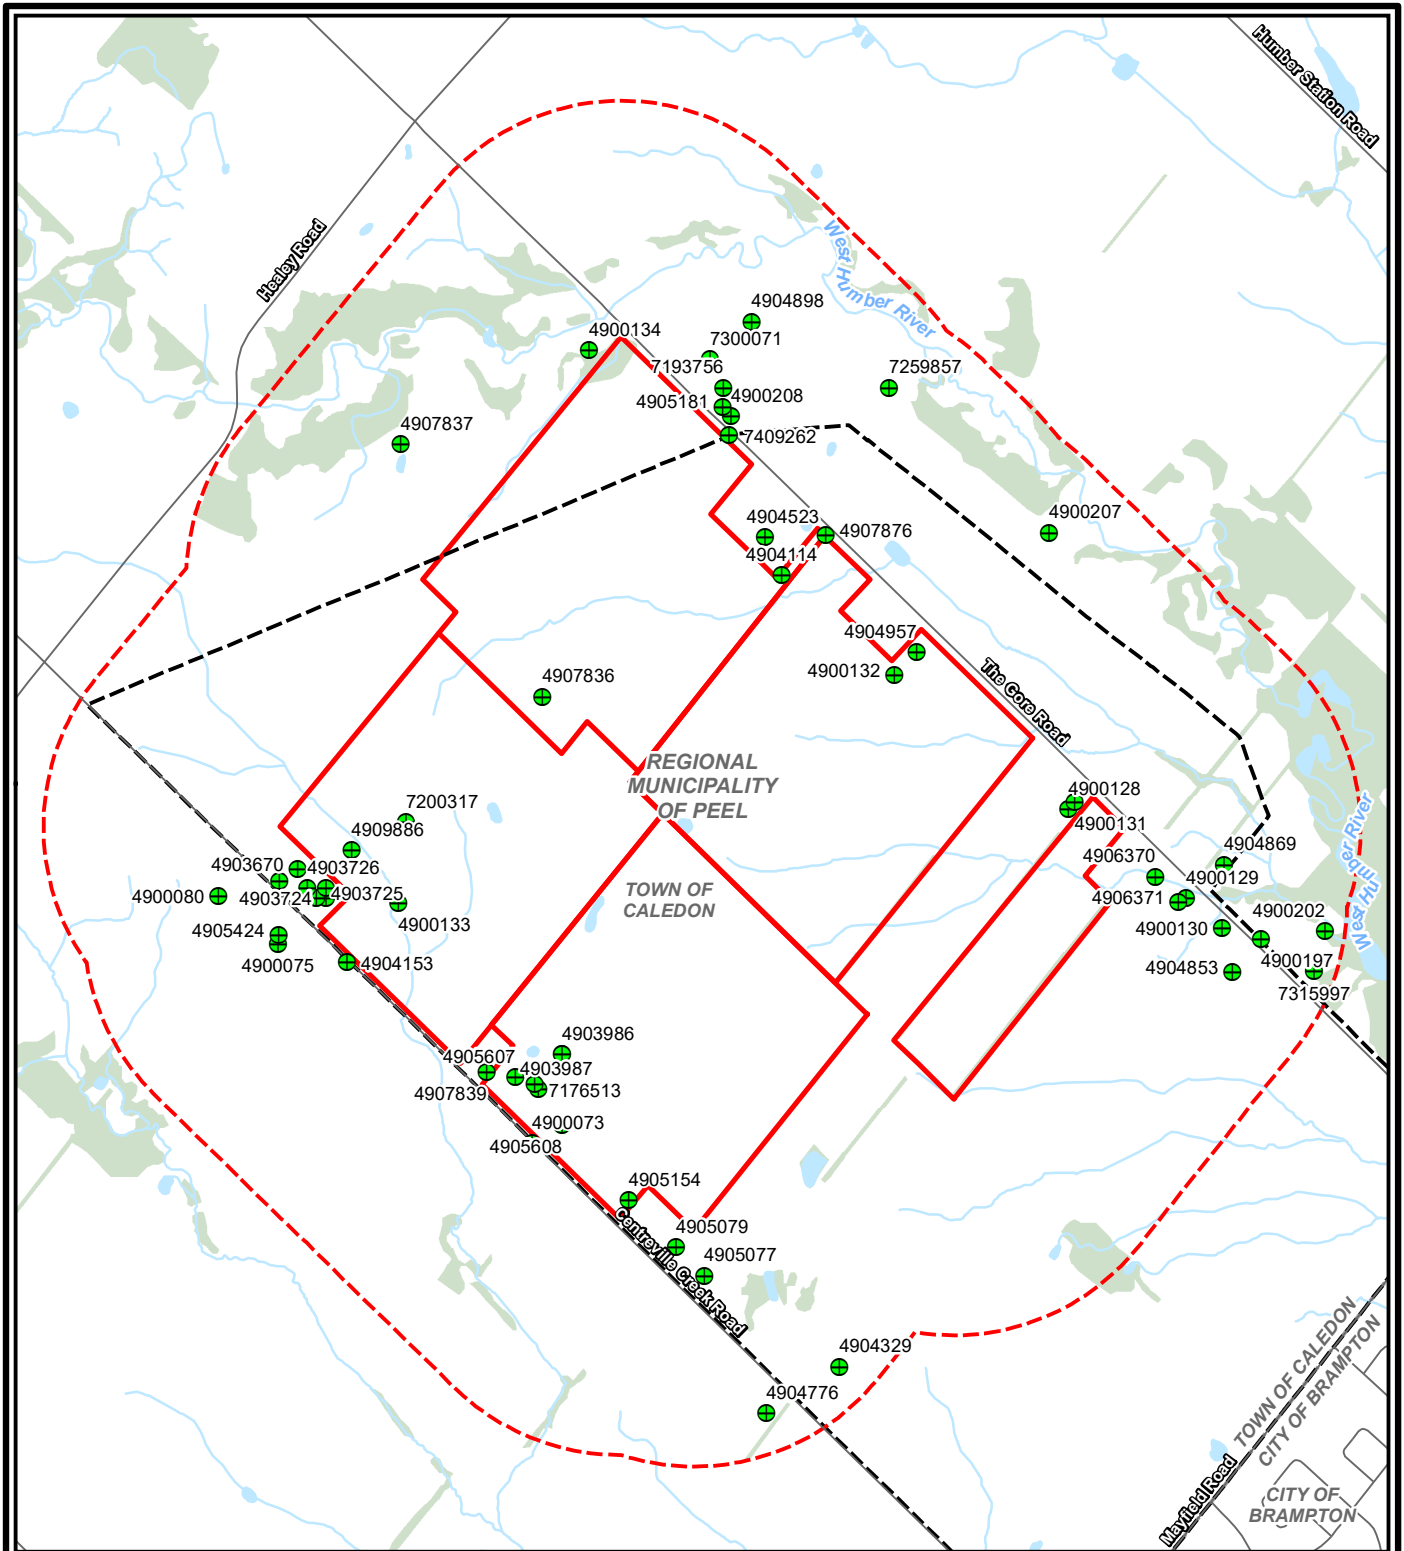 Humber Station Road
Healey Road
West
Humber River
4904898
4900134
7300071
7193756
7259857
4905181
4900208
4907837
7409262
4904523
4907876
4900207
4904114
4904957
4900132
The Gore Road
4907836
REGIONAL
MUNICIPALITY
OF PEEL
7200317
4900128
4909886
4900131
4903670
4903726
4906370
4904869
4900080
4903724
4903725
4900129
4906371
4900133
4900202
4905424
4900130
West Humber River
4900075
4904153
4904853
4900197
7315997
TOWN OF
CALEDON
4903986
4905607
4903987
4907839
7176513
4900073
4905608
4905154
4905079
4905077
Centreville Creek Road
4904329
4904776
TOWN OF CALEDON
CITY OF BRAMPTON
Mayfield Road
CITY OF
BRAMPTON